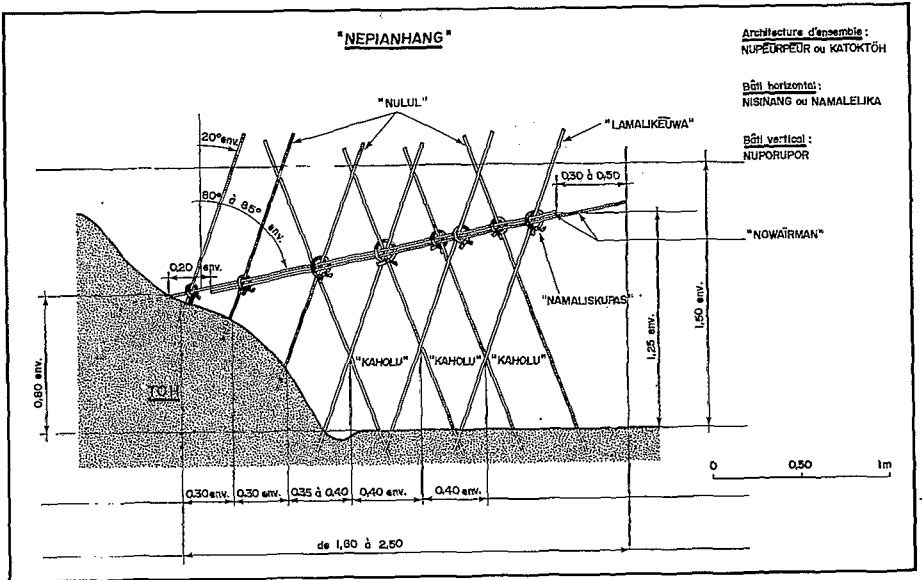 "NEPIANHANG"
Architecture d'ensemble :
NUPĒURPEUR ou KATOKTÖH
Bâti horizontal :
NISINANG ou NAMALELIKA
Bâti vertical :
NUPORUPOR
"NULUL"
"LAMALIKĒUWA"
20° env.
0,30 à 0,50
80° à 85° env.
"NOWAÏRMAN"
0,20 env.
"NAMALISKUPAS"
1,25 env.
1,50 env.
0,80 env.
"KAHOLU" "KAHOLU" "KAHOLU"
TOH
0 0,50 1m
0,30 env. 0,30 env. 0,35 à 0,40 0,40 env. 0,40 env.
de 1,80 à 2,50